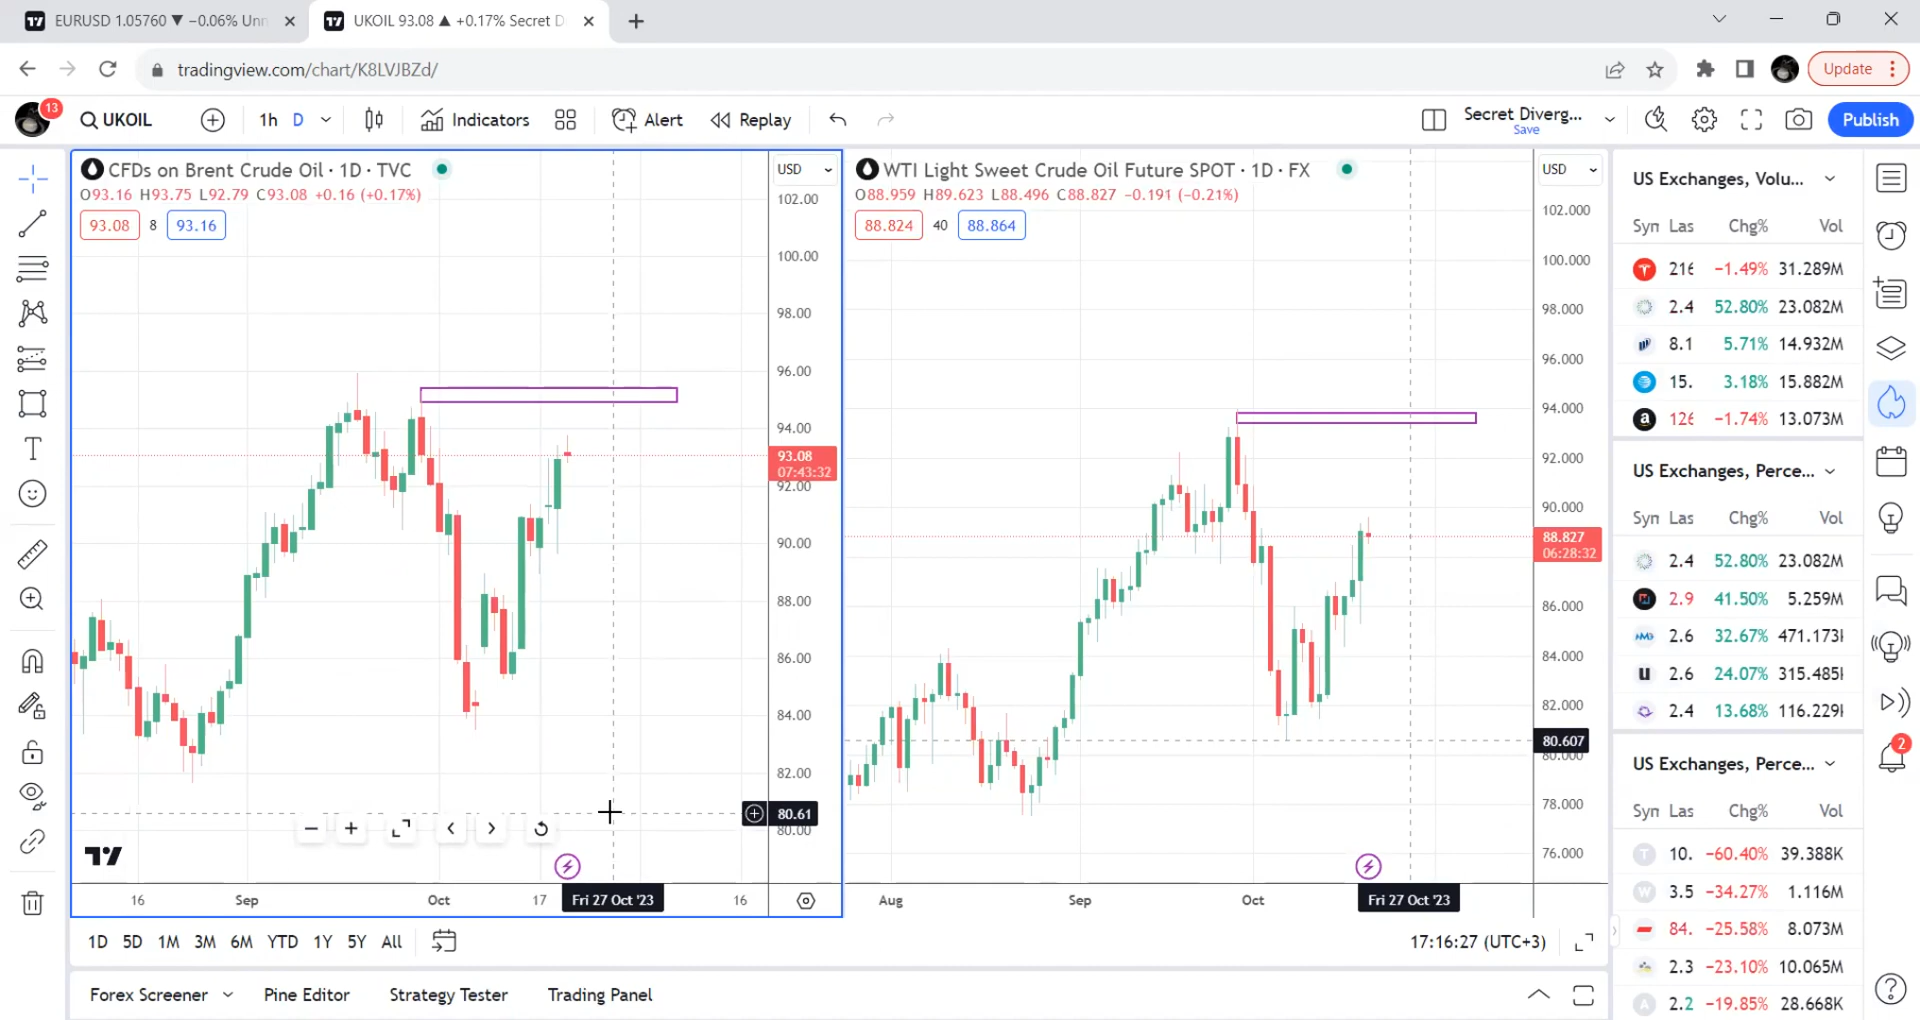 EURUSD 1.05760 ▼ −0.06% Unn
UKOIL 93.08 ▲ +0.17% Secret D
tradingview.com/chart/K8LVJBZd/
Update
13
UKOIL
1h D
Indicators
Alert
Replay
Secret Diverg...
Save
Publish
CFDs on Brent Crude Oil · 1D · TVC
O93.16 H93.75 L92.79 C93.08 +0.16 (+0.17%)
93.08 8 93.16
USD
102.00
100.00
98.00
96.00
94.00
93.08
07:43:32
92.00
90.00
88.00
86.00
84.00
82.00
80.61
80.00
16 Sep Oct 17 Fri 27 Oct '23 16
WTI Light Sweet Crude Oil Future SPOT · 1D · FX
O88.959 H89.623 L88.496 C88.827 −0.191 (−0.21%)
88.824 40 88.864
USD
102.000
100.000
98.000
96.000
94.000
92.000
90.000
88.827
06:28:32
86.000
84.000
82.000
80.607
80.000
78.000
76.000
Aug Sep Oct Fri 27 Oct '23
1D 5D 1M 3M 6M YTD 1Y 5Y All
17:16:27 (UTC+3)
Forex Screener Pine Editor Strategy Tester Trading Panel
US Exchanges, Volu...
Syn Las Chg% Vol
216 −1.49% 31.289M
2.4 52.80% 23.082M
8.1 5.71% 14.932M
15. 3.18% 15.882M
126 −1.74% 13.073M
US Exchanges, Perce...
Syn Las Chg% Vol
2.4 52.80% 23.082M
2.9 41.50% 5.259M
2.6 32.67% 471.173
2.6 24.07% 315.485
2.4 13.68% 116.229
US Exchanges, Perce...
Syn Las Chg% Vol
10. −60.40% 39.388K
3.5 −34.27% 1.116M
84. −25.58% 8.073M
2.3 −23.10% 10.065M
2.2 −19.85% 28.668K
2